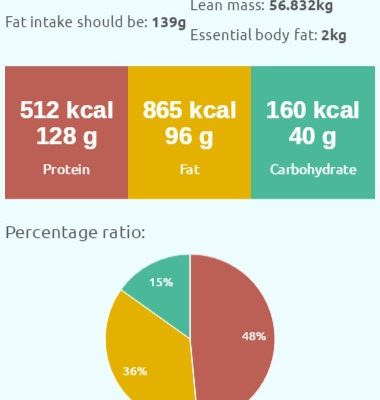 Lean mass: 56.832kg
Fat intake should be: 139g
Essential body fat: 2kg
512 kcal
128 g
Protein
865 kcal
96 g
Fat
160 kcal
40 g
Carbohydrate
Percentage ratio:
15%
48%
36%